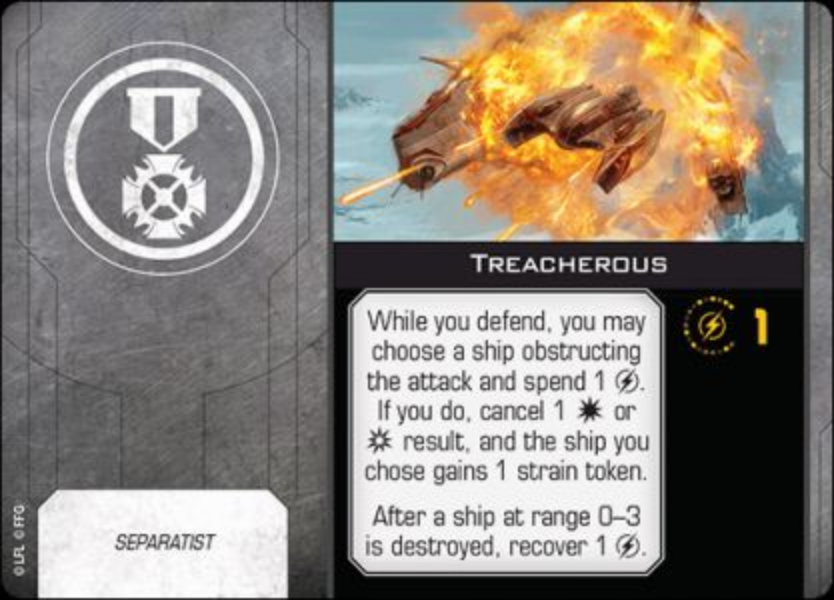 TREACHEROUS
While you defend, you may
choose a ship obstructing
the attack and spend 1 .
If you do, cancel 1 or
result, and the ship you
chose gains 1 strain token.
After a ship at range 0–3
is destroyed, recover 1 .
1
SEPARATIST
©LFL ©FFG